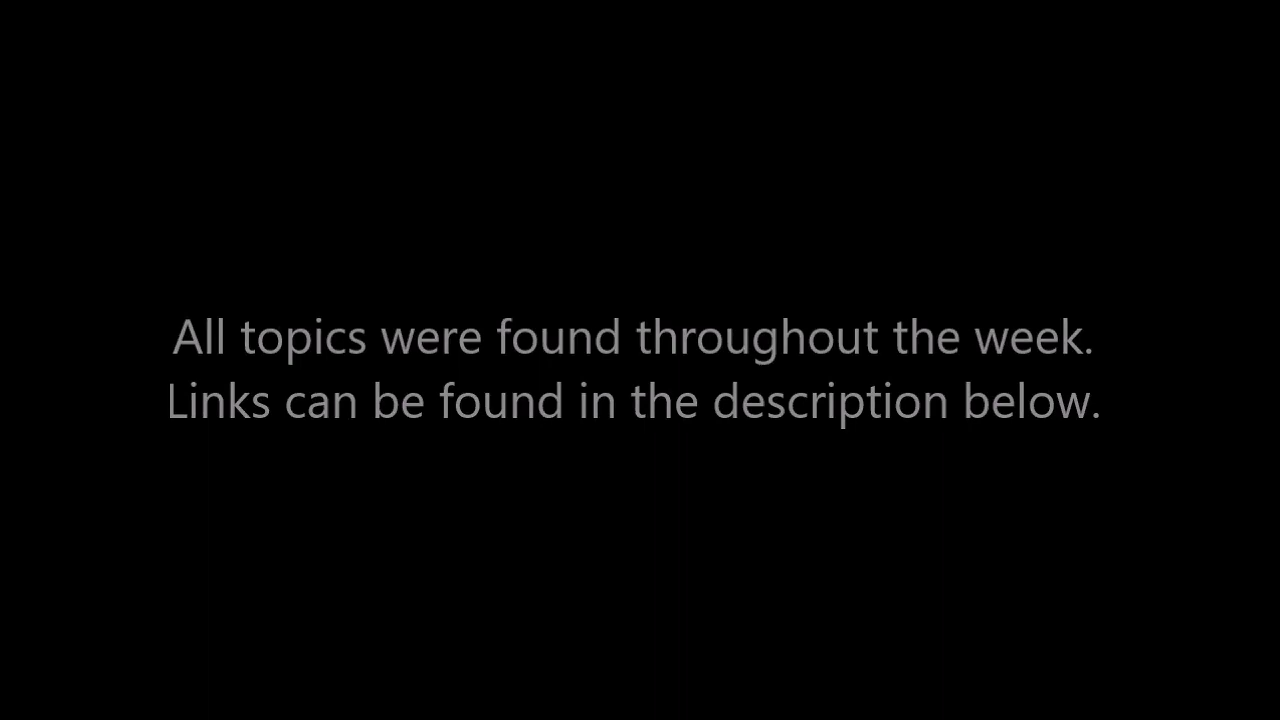 All topics were found throughout the week.
Links can be found in the description below.